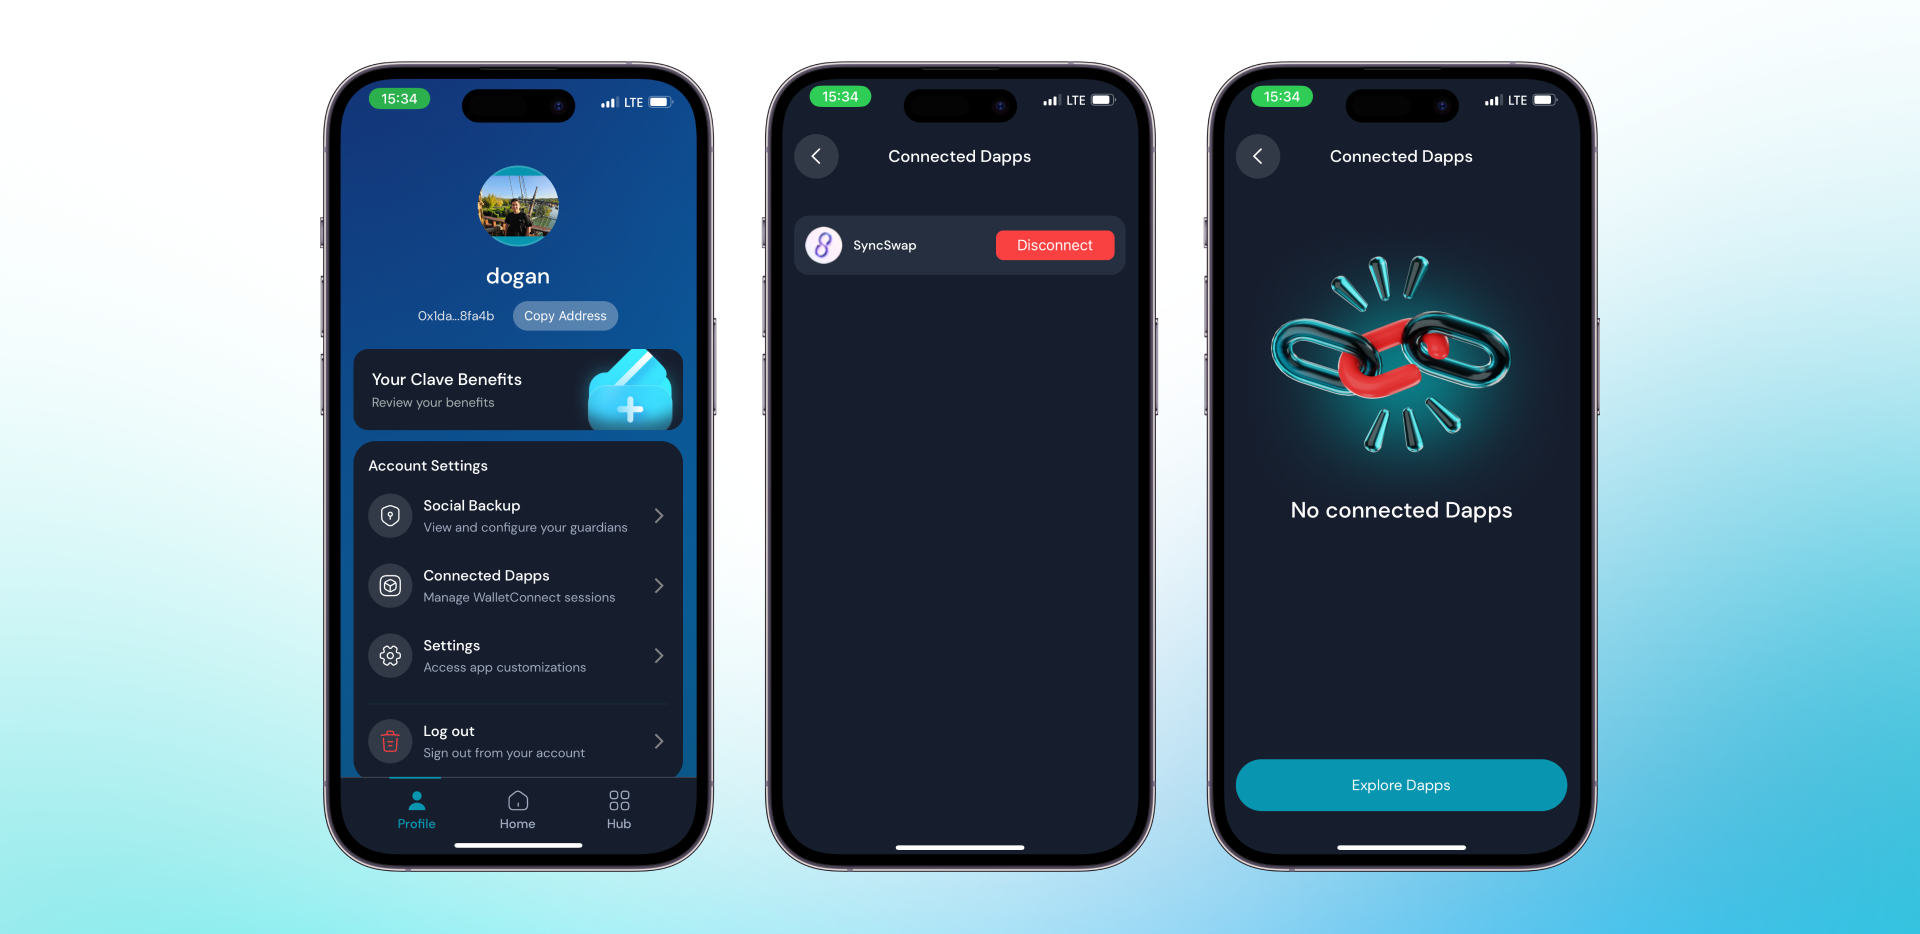 15:34
LTE
dogan
0x1da...8fa4b
Copy Address
Your Clave Benefits
Review your benefits
Account Settings
Social Backup
View and configure your guardians
Connected Dapps
Manage WalletConnect sessions
Settings
Access app customizations
Log out
Sign out from your account
Profile
Home
Hub
15:34
LTE
Connected Dapps
SyncSwap
Disconnect
15:34
LTE
Connected Dapps
No connected Dapps
Explore Dapps